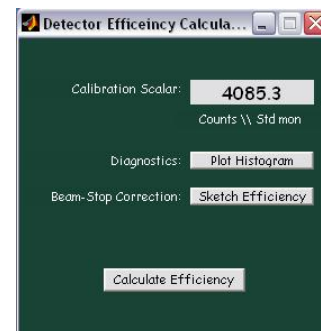 Detector Efficeincy Calcula...
Calibration Scalar: 4085.3
Counts \\ Std mon
Diagnostics: Plot Histogram
Beam-Stop Correction: Sketch Efficiency
Calculate Efficiency